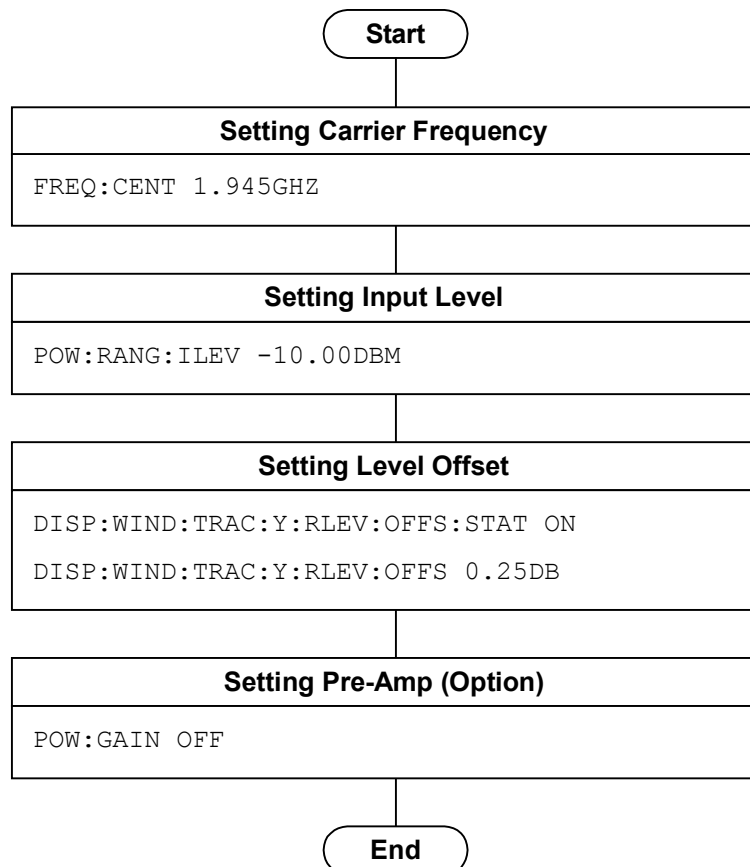 Start
Setting Carrier Frequency
FREQ:CENT 1.945GHZ
Setting Input Level
POW:RANG:ILEV -10.00DBM
Setting Level Offset
DISP:WIND:TRAC:Y:RLEV:OFFS:STAT ON
DISP:WIND:TRAC:Y:RLEV:OFFS 0.25DB
Setting Pre-Amp (Option)
POW:GAIN OFF
End